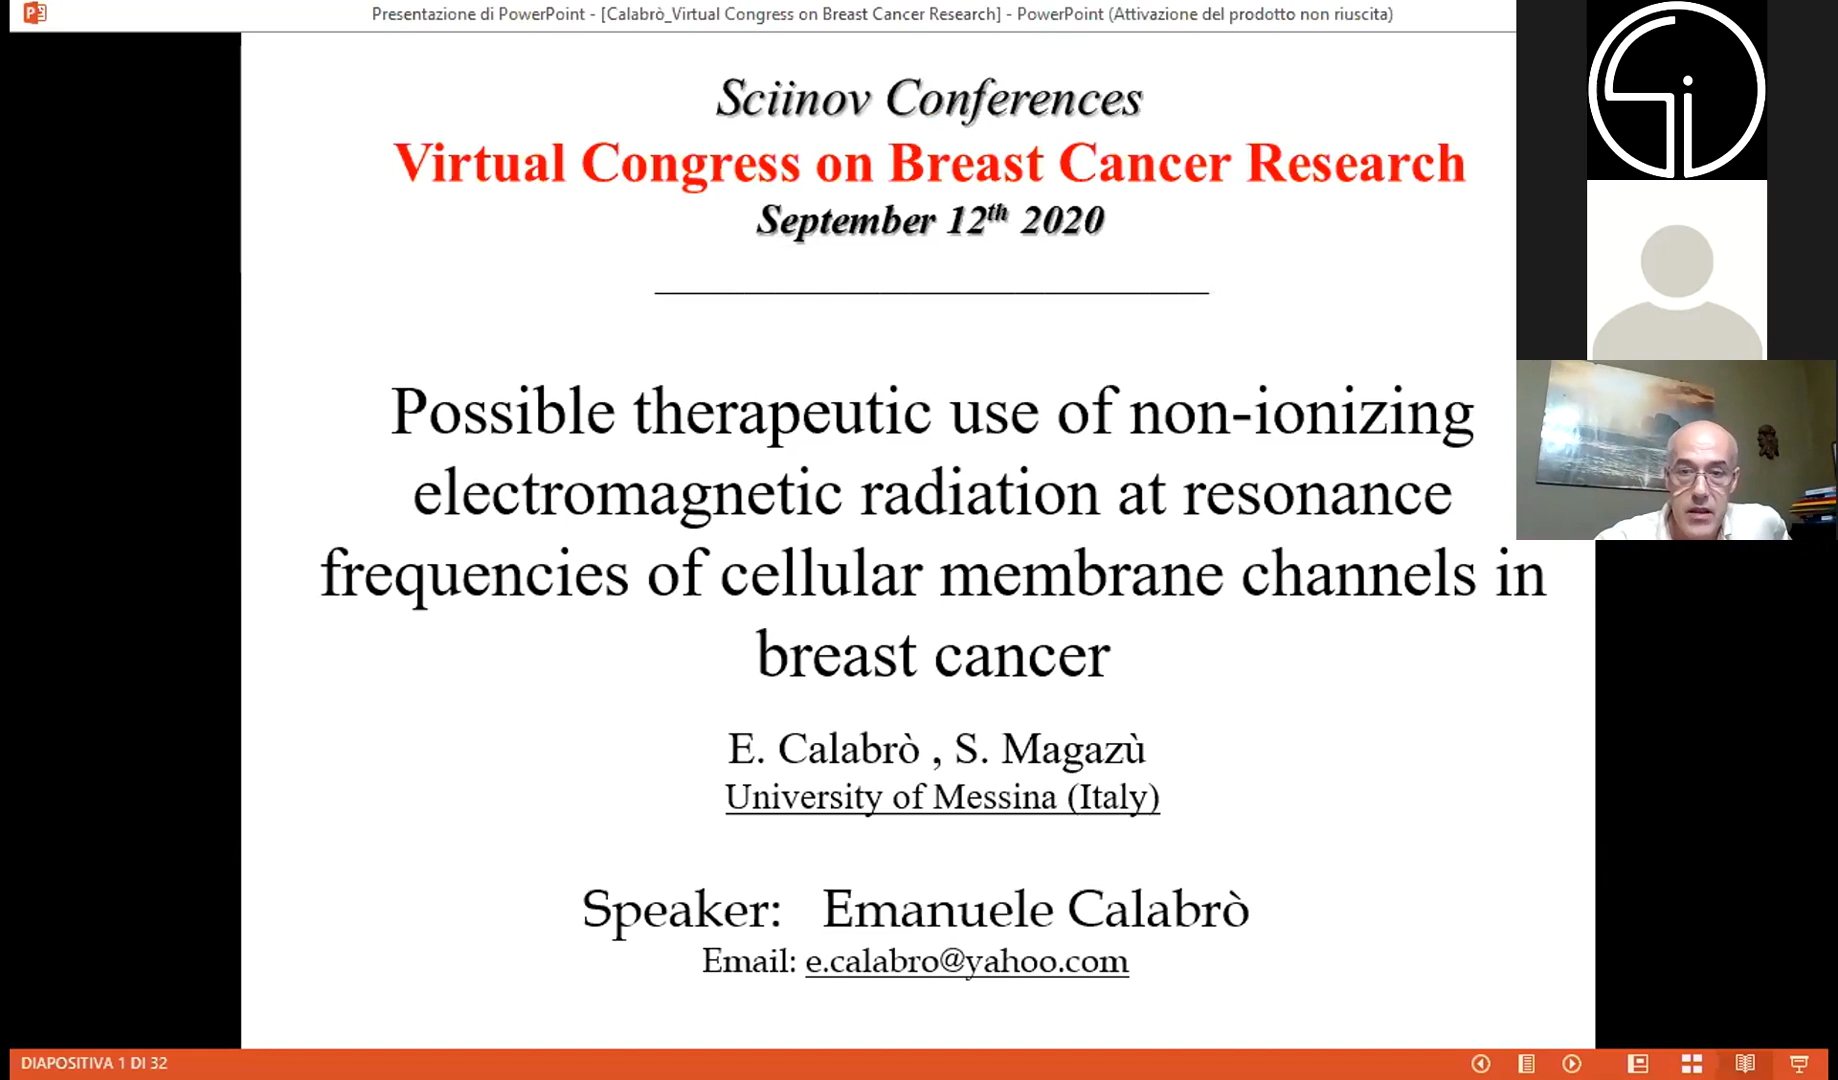 Presentazione di PowerPoint - [Calabrò_Virtual Congress on Breast Cancer Research] - PowerPoint (Attivazione del prodotto non riuscita)
Sciinov Conferences
Virtual Congress on Breast Cancer Research
September 12th 2020
Possible therapeutic use of non-ionizing
electromagnetic radiation at resonance
frequencies of cellular membrane channels in
breast cancer
E. Calabrò , S. Magazù
University of Messina (Italy)
Speaker: Emanuele Calabrò
Email: e.calabro@yahoo.com
DIAPOSITIVA 1 DI 32